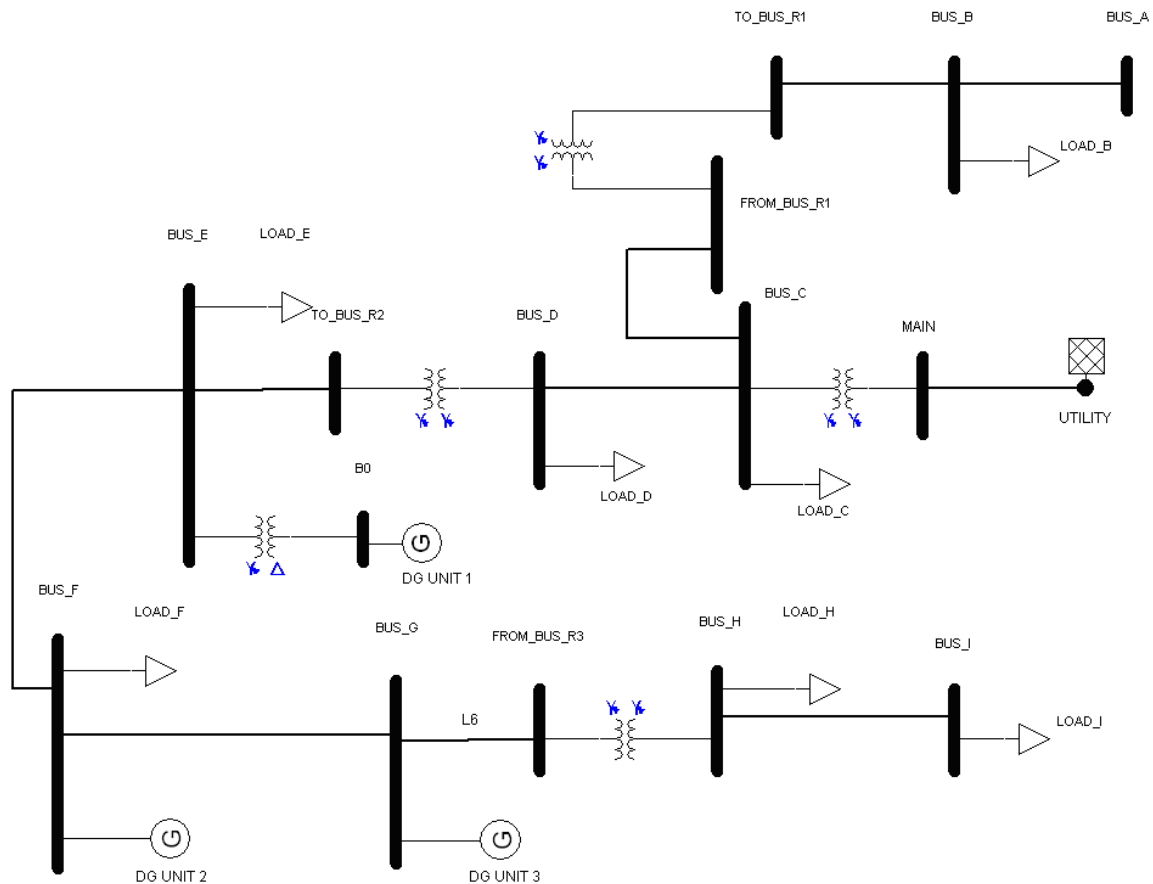 TO_BUS_R1
BUS_B
BUS_A
LOAD_B
FROM_BUS_R1
BUS_E
LOAD_E
TO_BUS_R2
BUS_D
BUS_C
MAIN
UTILITY
Y
Y
Y
Y
Y
Y
B0
LOAD_D
LOAD_C
G
Y Δ
DG UNIT 1
BUS_F
LOAD_F
BUS_G
FROM_BUS_R3
BUS_H
LOAD_H
BUS_I
L6
Y
Y
LOAD_I
G
G
DG UNIT 2
DG UNIT 3